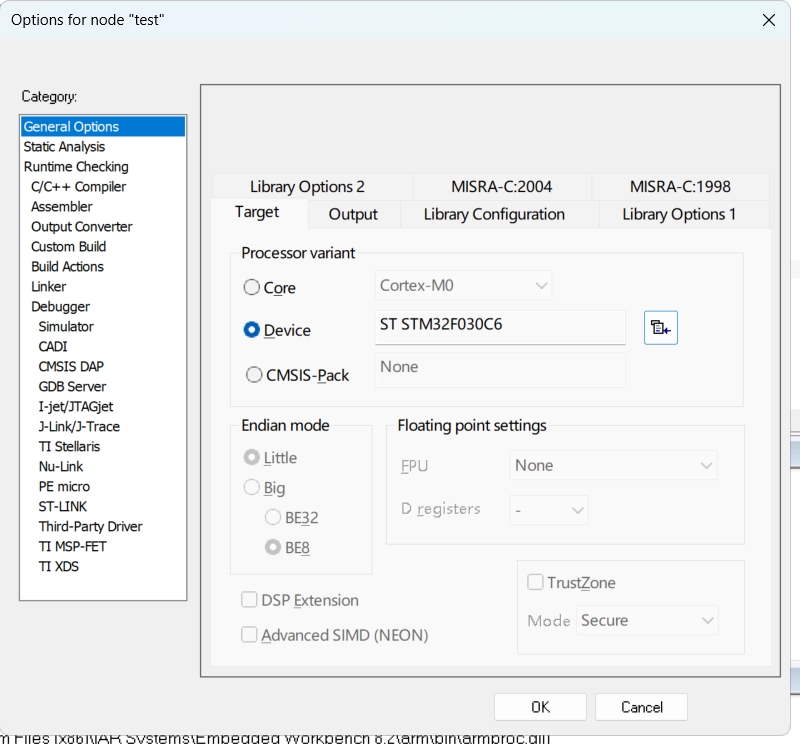 Options for node "test"
Category:
General Options
Static Analysis
Runtime Checking
C/C++ Compiler
Assembler
Output Converter
Custom Build
Build Actions
Linker
Debugger
Simulator
CADI
CMSIS DAP
GDB Server
I-jet/JTAGjet
J-Link/J-Trace
TI Stellaris
Nu-Link
PE micro
ST-LINK
Third-Party Driver
TI MSP-FET
TI XDS
Library Options 2 MISRA-C:2004 MISRA-C:1998
Target Output Library Configuration Library Options 1
Processor variant
Core Cortex-M0
Device ST STM32F030C6
CMSIS-Pack None
Endian mode
Little
Big
BE32
BE8
Floating point settings
FPU None
D registers -
DSP Extension
Advanced SIMD (NEON)
TrustZone
Mode Secure
OK Cancel
m Files (x86)\IAR Systems\Embedded Workbench 8.2\arm\bin\armproc.dll